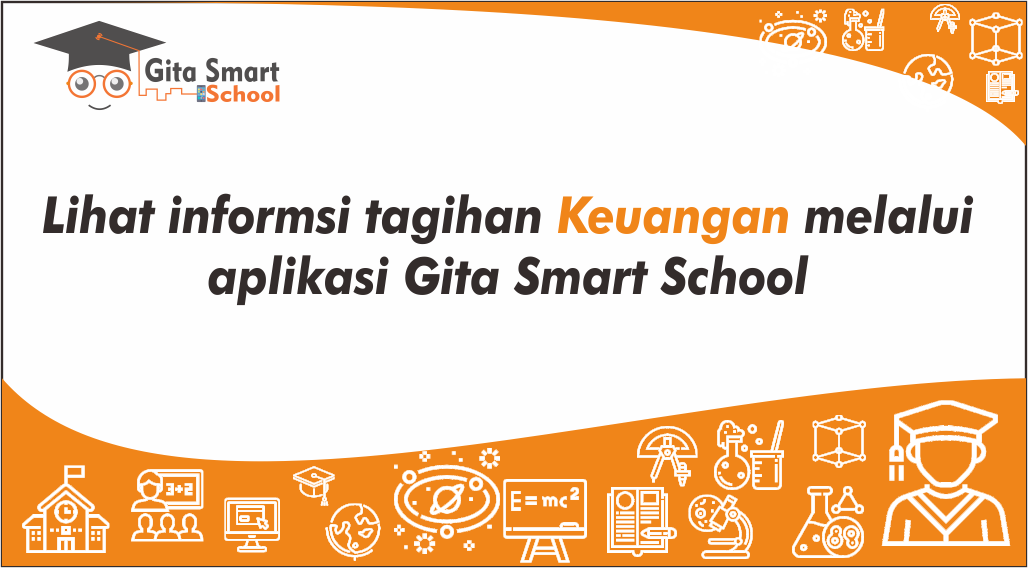 Gita Smart
School
Lihat informsi tagihan Keuangan melalui
aplikasi Gita Smart School
3+2
E=mc²